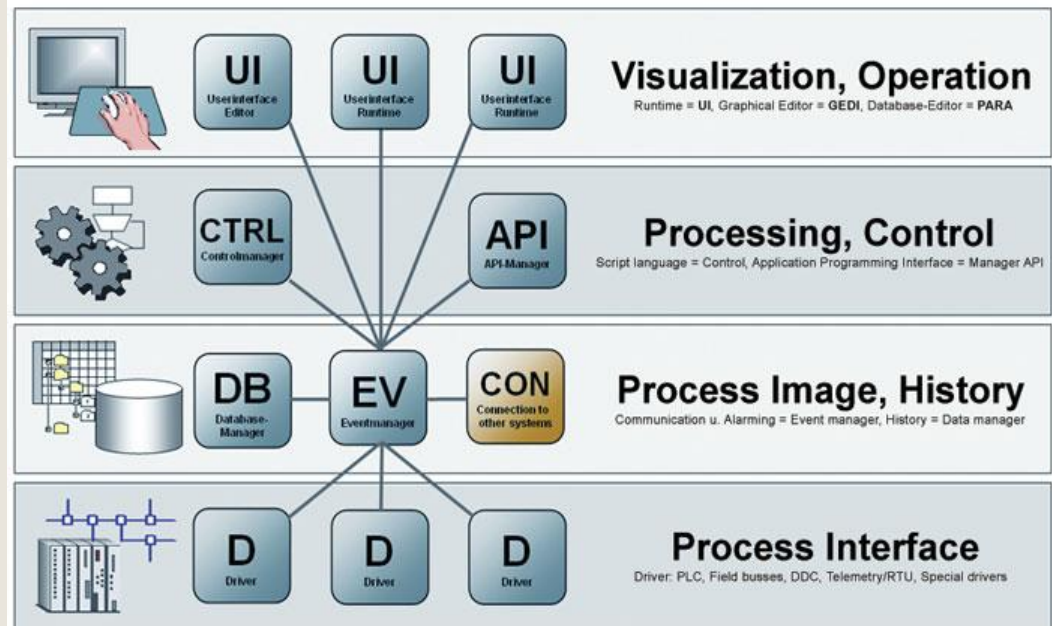 UI
Userinterface
Editor
UI
Userinterface
Runtime
UI
Userinterface
Runtime
Visualization, Operation
Runtime = UI, Graphical Editor = GEDI, Database-Editor = PARA
CTRL
Controlmanager
API
API-Manager
Processing, Control
Script language = Control, Application Programming Interface = Manager API
DB
Database-
Manager
EV
Eventmanager
CON
Connection to
other systems
Process Image, History
Communication u. Alarming = Event manager, History = Data manager
D
Driver
D
Driver
D
Driver
Process Interface
Driver: PLC, Field busses, DDC, Telemetry/RTU, Special drivers